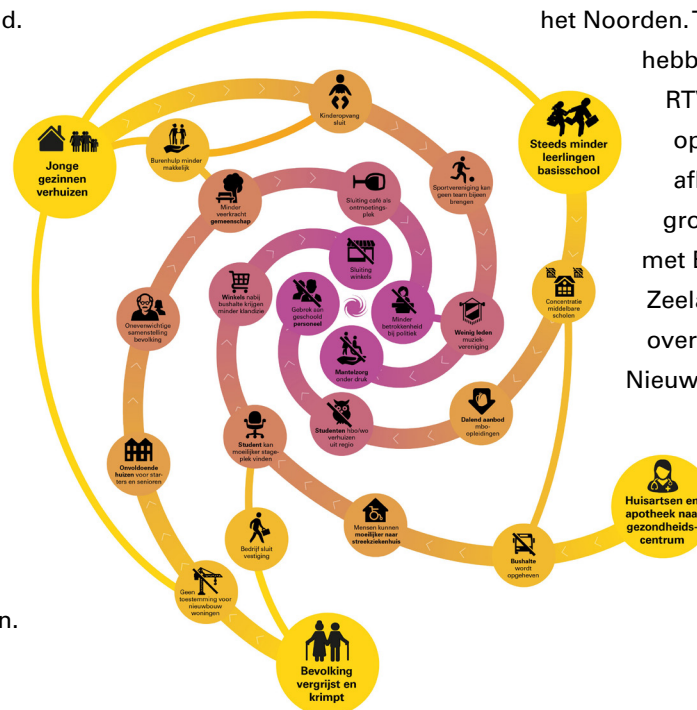 d.
het Noorden.
hebb
RT
op
af
gro
met
Zeela
over
Nieuw
n.
Jonge
gezinnen
verhuizen
Burenhulp minder
makkelijk
Kinderopvang
sluit
Steeds minder
leerlingen
basisschool
Sportvereniging kan
geen team bijeen
brengen
Minder
veerkracht
gemeenschap
Sluiting café als
ontmoetings-
plek
Sluiting
winkels
Winkels nabij
bushalte krijgen
minder klandizie
Gebrek aan
geschoold
personeel
Minder
betrokkenheid
bij politiek
Weinig leden
muziek-
vereniging
Concentratie
middelbare
scholen
Onevenwichtige
samenstelling
bevolking
Mantelzorg
onder druk
Studenten hbo/wo
verhuizen
uit regio
Dalend aanbod
mbo-
opleidingen
Student kan
moeilijker stage-
plek vinden
Onvoldoende
huizen voor star-
ters en senioren
Mensen kunnen
moeilijker naar
streekziekenhuis
Bedrijf sluit
vestiging
Bushalte
wordt
opgeheven
Huisartsen en
apotheek naar
gezondheids-
centrum
Geen
toestemming voor
nieuwbouw
woningen
Bevolking
vergrijst en
krimpt